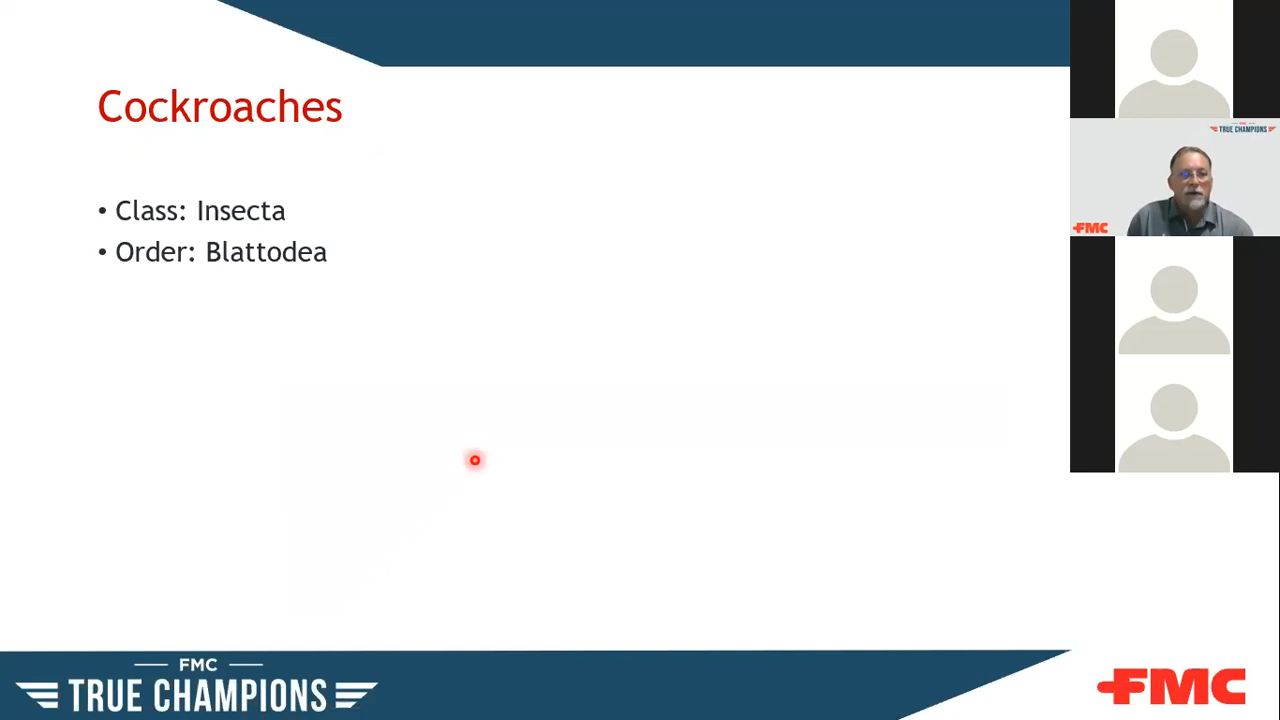 Cockroaches
• Class: Insecta
• Order: Blattodea
TRUE CHAMPIONS
FMC
FMC
TRUE CHAMPIONS
FMC